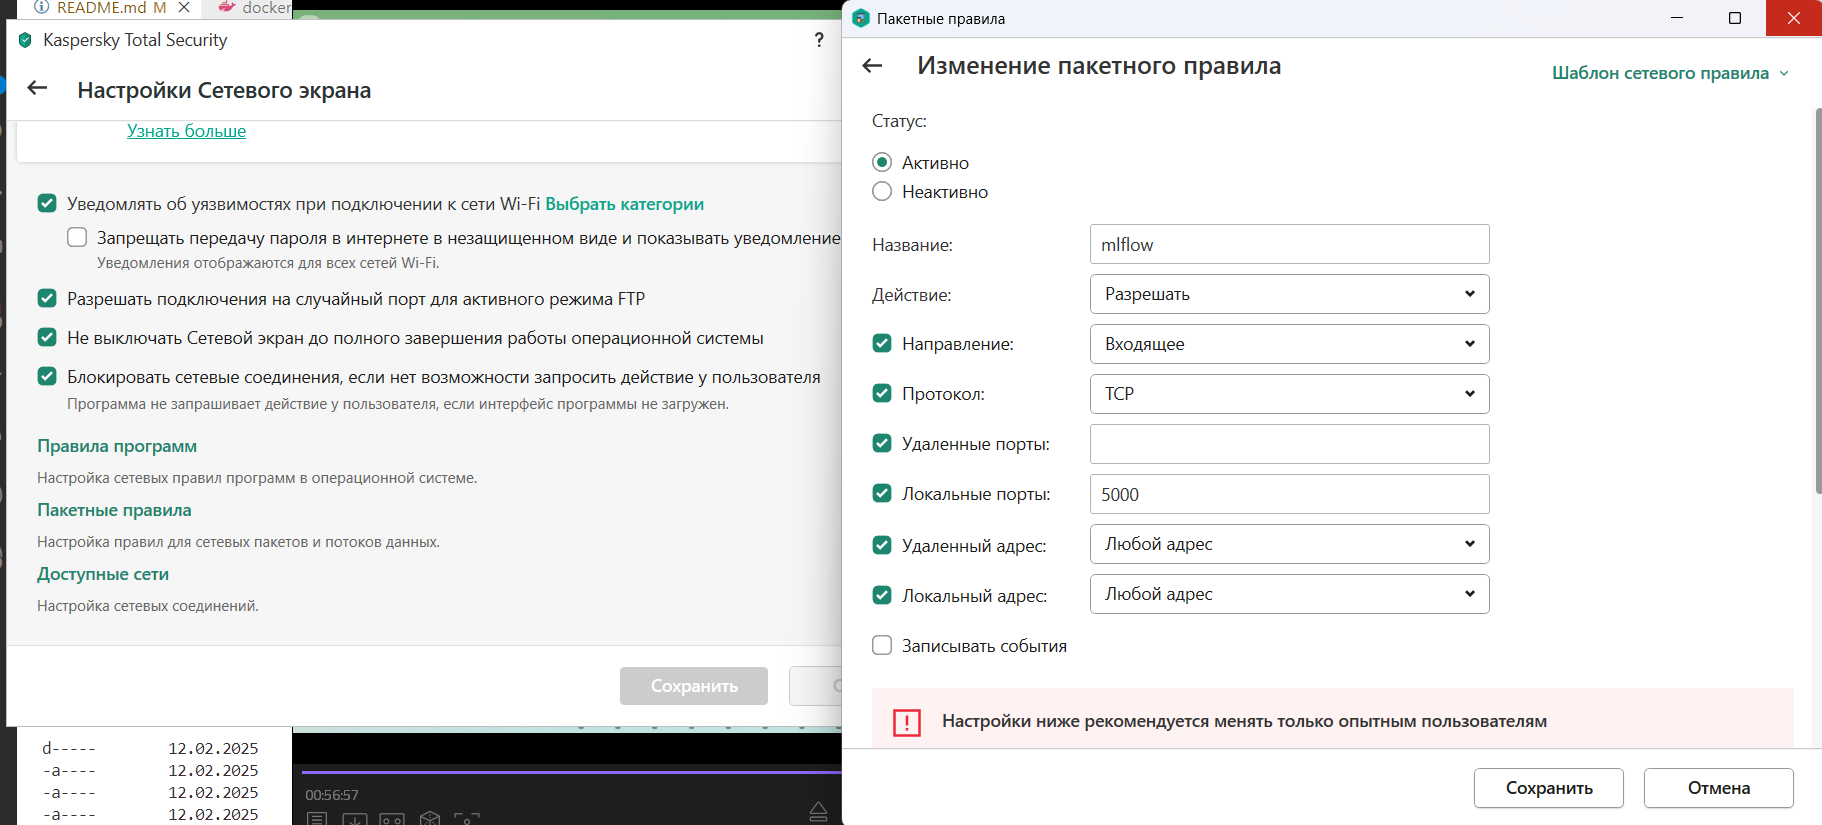 README.md M
docker
Kaspersky Total Security
?
Настройки Сетевого экрана
Узнать больше
Уведомлять об уязвимостях при подключении к сети Wi-Fi Выбрать категории
Запрещать передачу пароля в интернете в незащищенном виде и показывать уведомление
Уведомления отображаются для всех сетей Wi-Fi.
Разрешать подключения на случайный порт для активного режима FTP
Не выключать Сетевой экран до полного завершения работы операционной системы
Блокировать сетевые соединения, если нет возможности запросить действие у пользователя
Программа не запрашивает действие у пользователя, если интерфейс программы не загружен.
Правила программ
Настройка сетевых правил программ в операционной системе.
Пакетные правила
Настройка правил для сетевых пакетов и потоков данных.
Доступные сети
Настройка сетевых соединений.
Сохранить
d----- 12.02.2025
-a---- 12.02.2025
-a---- 12.02.2025
-a---- 12.02.2025
00:56:57
Пакетные правила
Изменение пакетного правила
Шаблон сетевого правила
Статус:
Активно
Неактивно
Название: mlflow
Действие: Разрешать
Направление: Входящее
Протокол: TCP
Удаленные порты:
Локальные порты: 5000
Удаленный адрес: Любой адрес
Локальный адрес: Любой адрес
Записывать события
Настройки ниже рекомендуется менять только опытным пользователям
Сохранить
Отмена